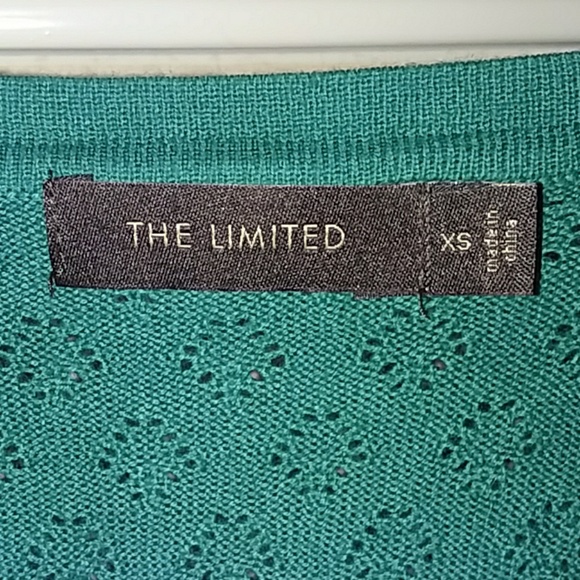 THE LIMITED
XS
made in
china